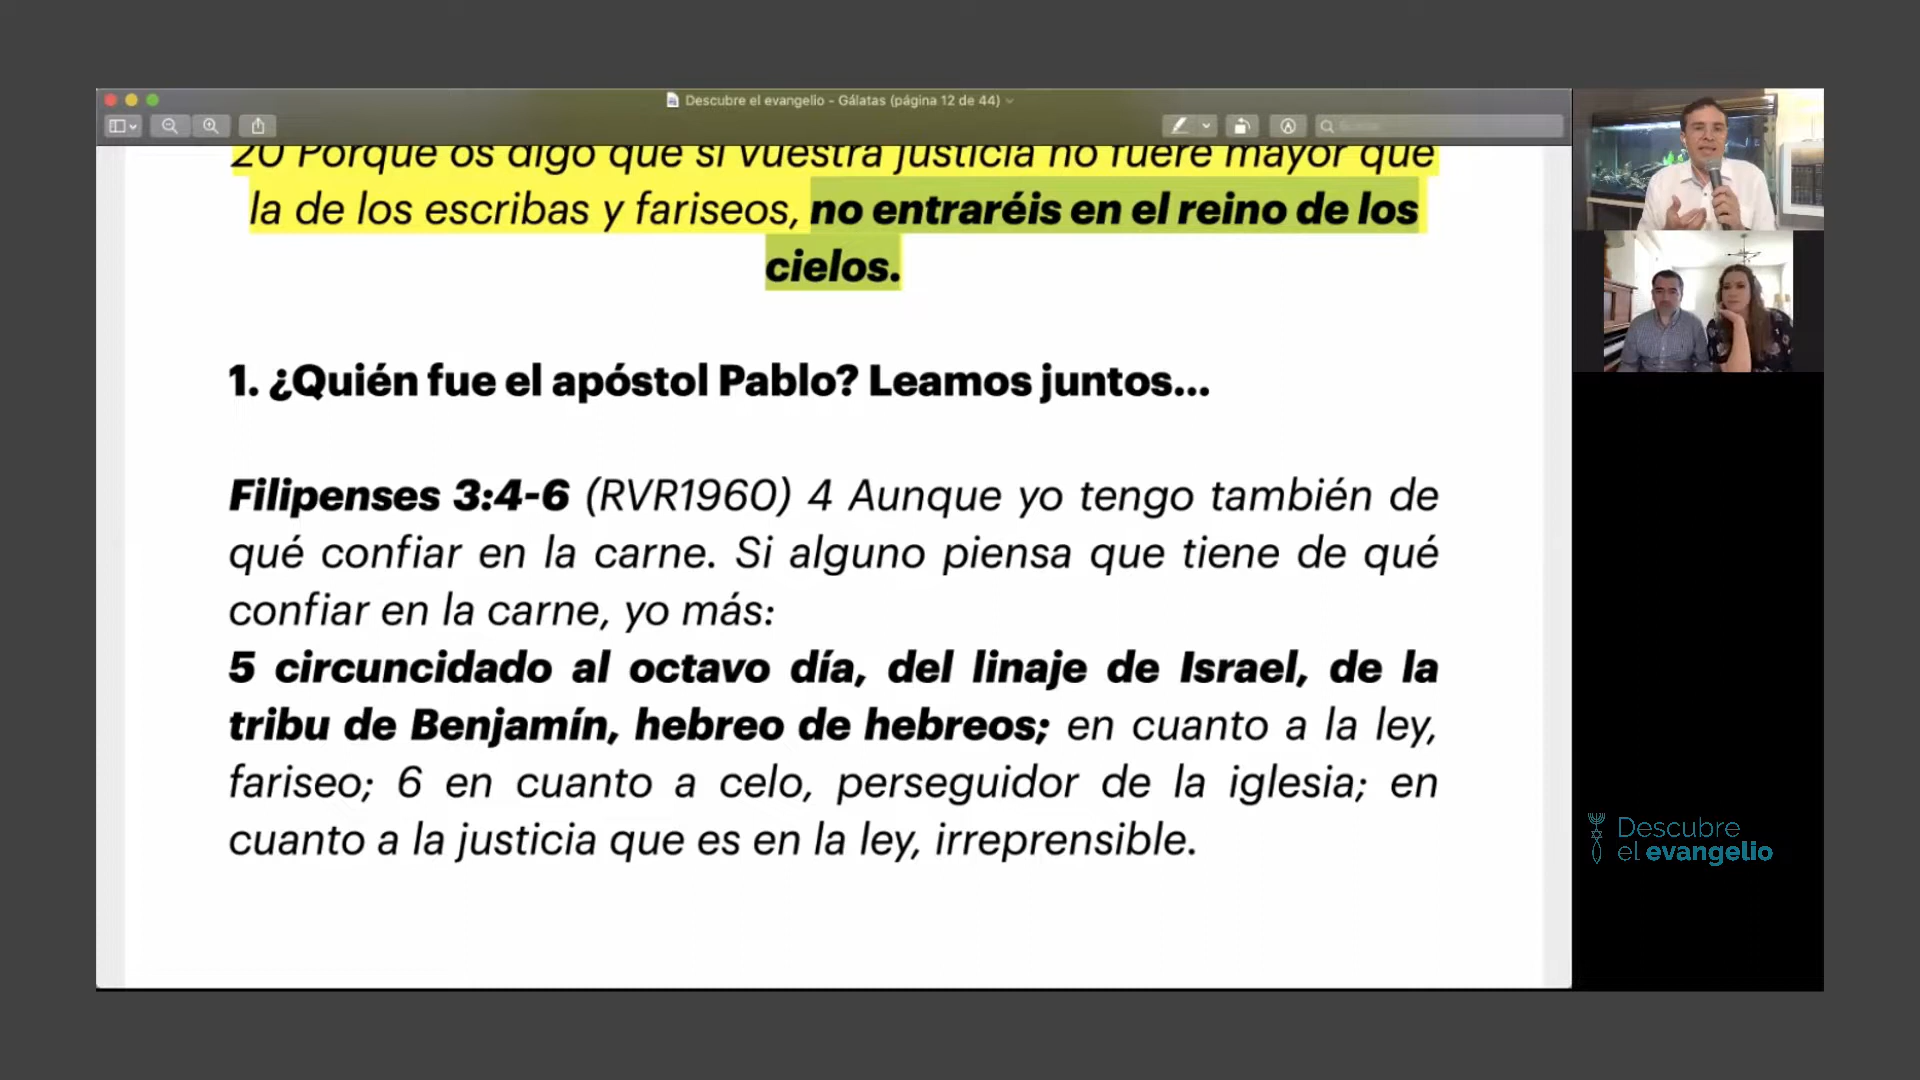 Descubre el evangelio - Gálatas (página 12 de 44)
20 Porque os digo que si vuestra justicia no fuere mayor que
la de los escribas y fariseos, no entraréis en el reino de los
cielos.
1. ¿Quién fue el apóstol Pablo? Leamos juntos...
Filipenses 3:4-6 (RVR1960) 4 Aunque yo tengo también de
qué confiar en la carne. Si alguno piensa que tiene de qué
confiar en la carne, yo más:
5 circuncidado al octavo día, del linaje de Israel, de la
tribu de Benjamín, hebreo de hebreos; en cuanto a la ley,
fariseo; 6 en cuanto a celo, perseguidor de la iglesia; en
cuanto a la justicia que es en la ley, irreprensible.
Descubre
el evangelio